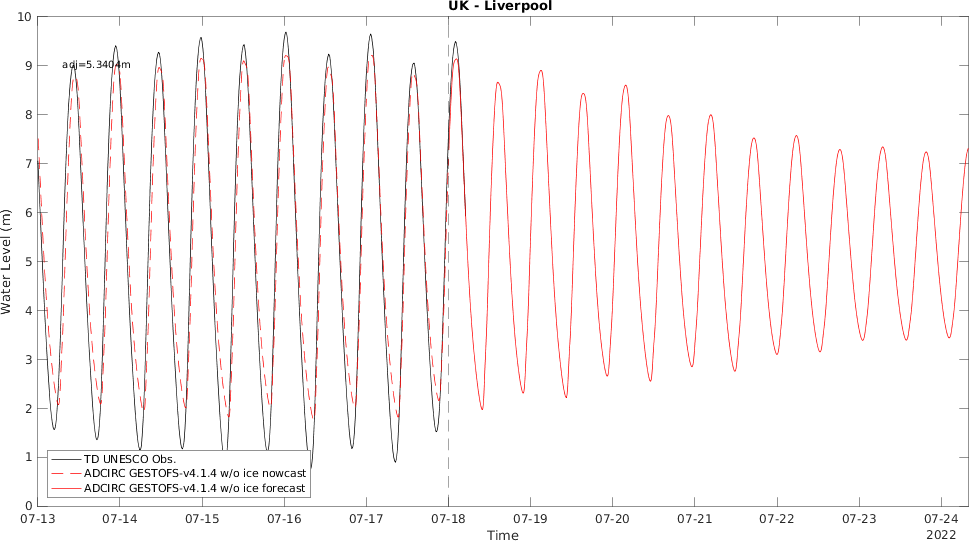 UK - Liverpool
10
9
8
7
6
5
4
3
2
1
0
Water Level (m)
adj=5.3404m
TD UNESCO Obs.
ADCIRC GESTOFS-v4.1.4 w/o ice nowcast
ADCIRC GESTOFS-v4.1.4 w/o ice forecast
07-13 07-14 07-15 07-16 07-17 07-18 07-19 07-20 07-21 07-22 07-23 07-24
Time
2022